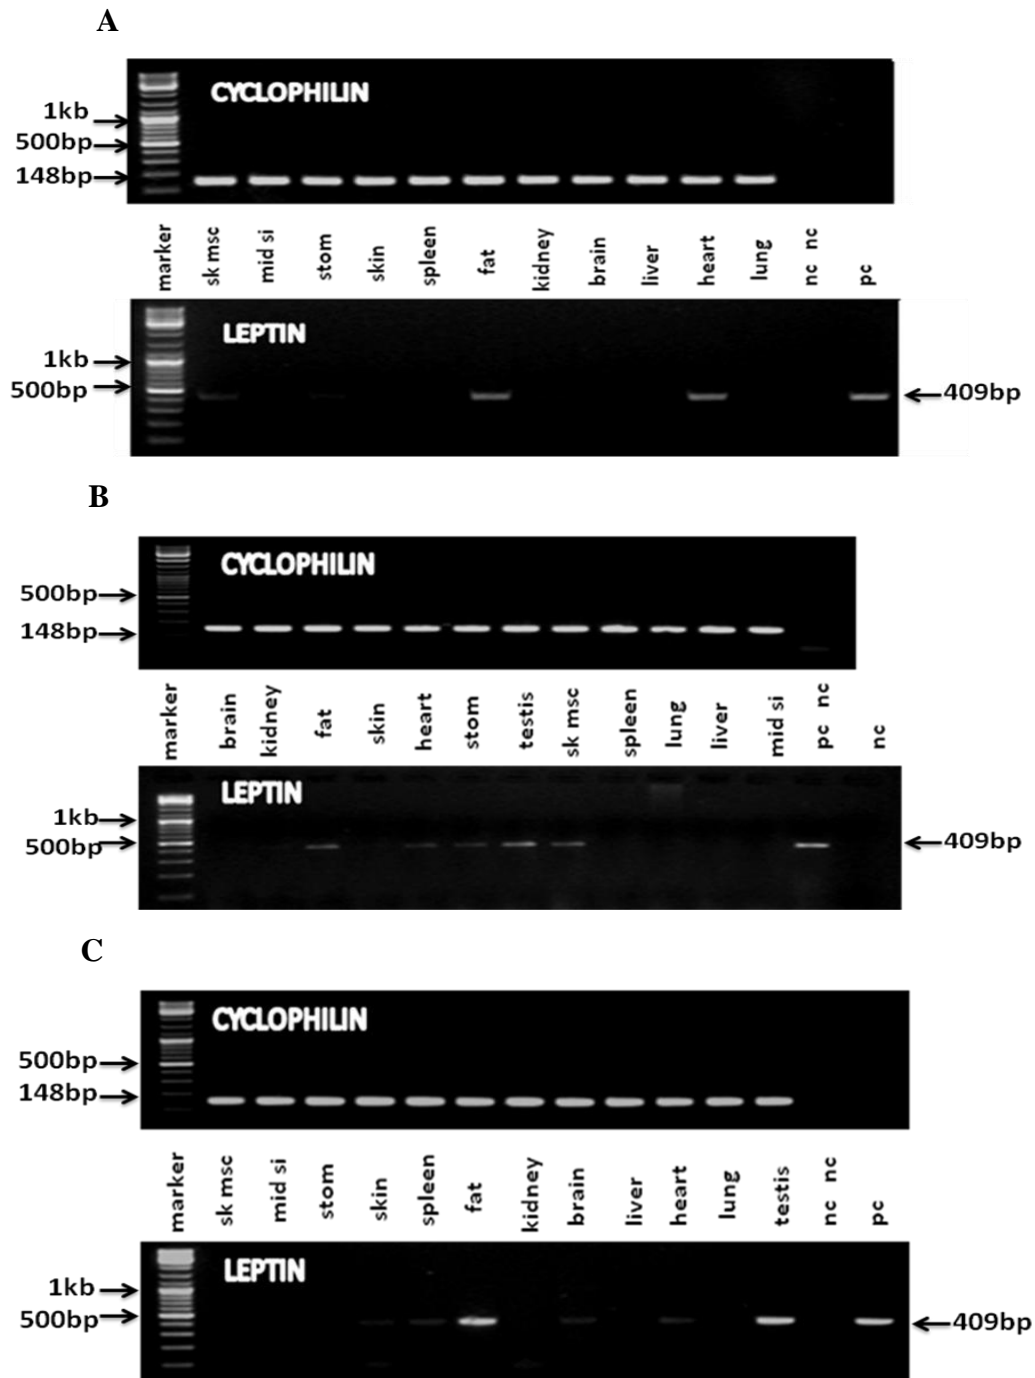 A
CYCLOPHILIN
1kb
500bp
148bp
marker
sk msc
mid si
stom
skin
spleen
fat
kidney
brain
liver
heart
lung
nc nc
pc
LEPTIN
1kb
500bp
409bp
B
CYCLOPHILIN
500bp
148bp
marker
brain
kidney
fat
skin
heart
stom
testis
sk msc
spleen
lung
liver
mid si
pc nc
nc
LEPTIN
1kb
500bp
409bp
C
CYCLOPHILIN
500bp
148bp
marker
sk msc
mid si
stom
skin
spleen
fat
kidney
brain
liver
heart
lung
testis
nc nc
pc
LEPTIN
1kb
500bp
409bp